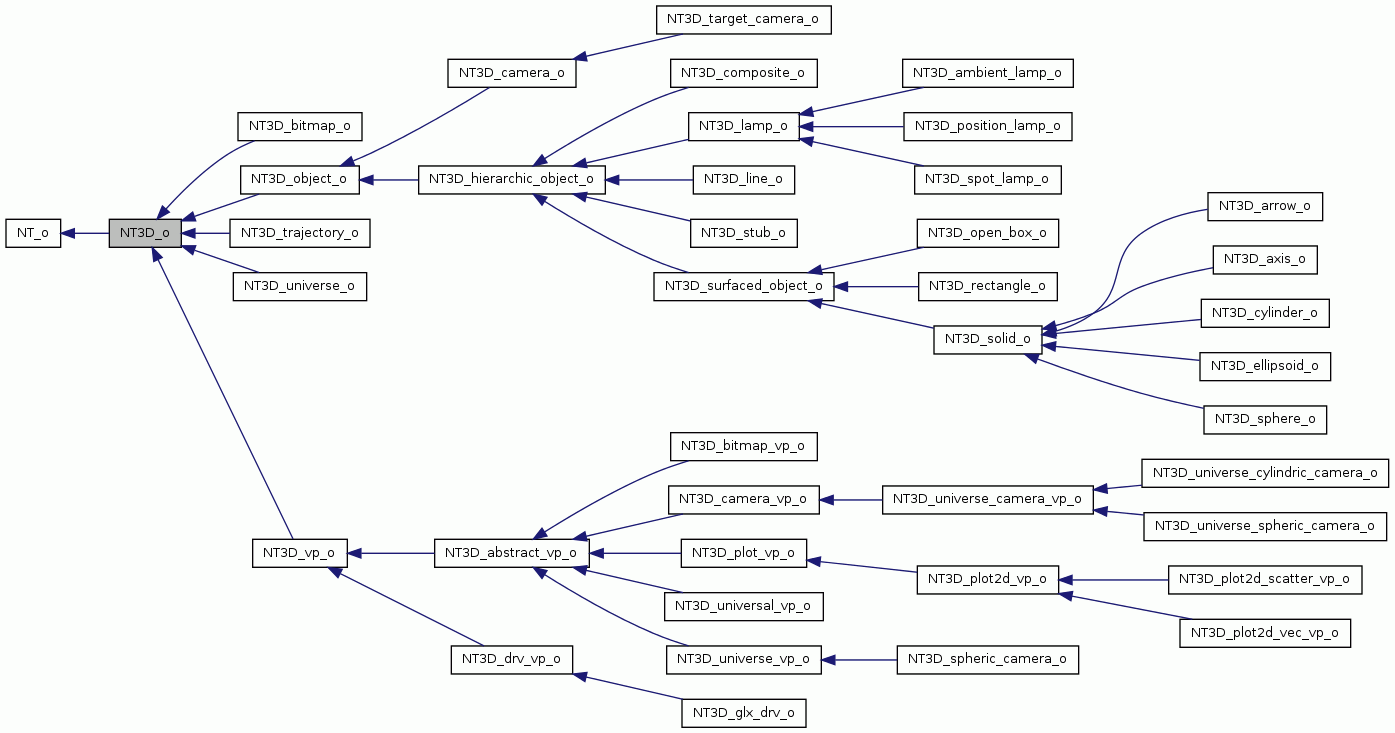 NT3D_target_camera_o
NT3D_camera_o
NT3D_composite_o
NT3D_ambient_lamp_o
NT3D_bitmap_o
NT3D_lamp_o
NT3D_position_lamp_o
NT3D_object_o
NT3D_hierarchic_object_o
NT3D_line_o
NT3D_spot_lamp_o
NT3D_arrow_o
NT_o
NT3D_o
NT3D_trajectory_o
NT3D_stub_o
NT3D_open_box_o
NT3D_axis_o
NT3D_universe_o
NT3D_surfaced_object_o
NT3D_rectangle_o
NT3D_cylinder_o
NT3D_solid_o
NT3D_ellipsoid_o
NT3D_sphere_o
NT3D_bitmap_vp_o
NT3D_universe_cylindric_camera_o
NT3D_camera_vp_o
NT3D_universe_camera_vp_o
NT3D_universe_spheric_camera_o
NT3D_vp_o
NT3D_abstract_vp_o
NT3D_plot_vp_o
NT3D_plot2d_vp_o
NT3D_plot2d_scatter_vp_o
NT3D_universal_vp_o
NT3D_plot2d_vec_vp_o
NT3D_drv_vp_o
NT3D_universe_vp_o
NT3D_spheric_camera_o
NT3D_glx_drv_o